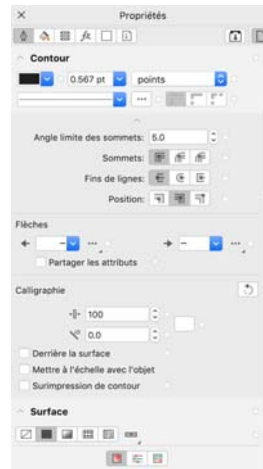 Propriétés
Contour
0.567 pt points
Angle limite des sommets: 5.0
Sommets:
Fins de lignes:
Position:
Flèches
Partager les attributs
Calligraphie
100
0.0
Derrière la surface
Mettre à l'échelle avec l'objet
Surimpression de contour
Surface